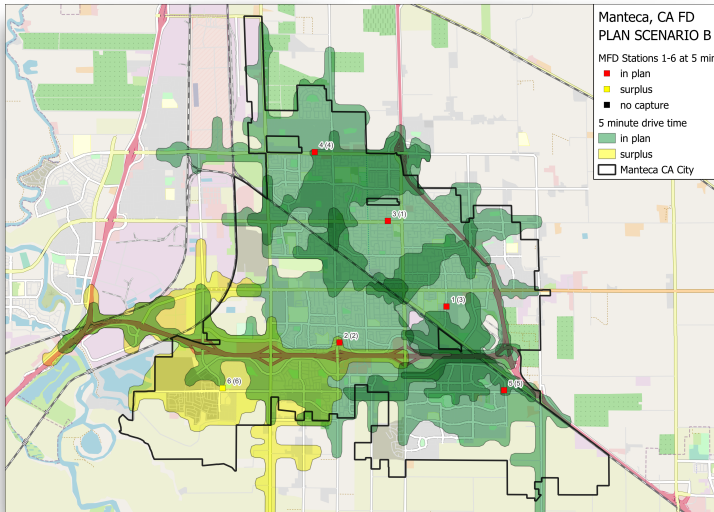 Manteca, CA FD
PLAN SCENARIO B
MFD Stations 1-6 at 5 min
in plan
surplus
no capture
5 minute drive time
in plan
surplus
Manteca CA City
4 (4)
3 (1)
1 (3)
2 (2)
6 (6)
5 (5)